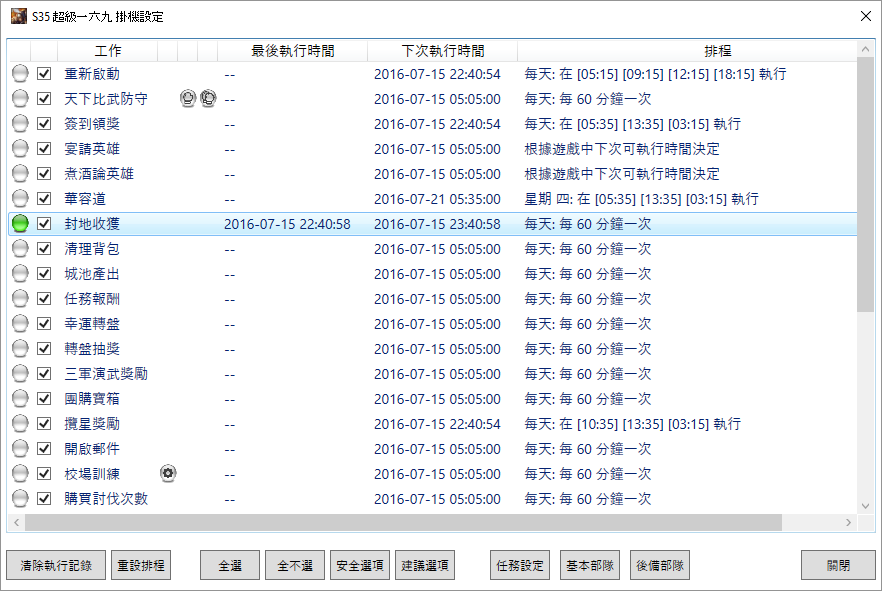 S35 超級一六九 掛機設定
工作 最後執行時間 下次執行時間 排程
重新啟動 -- 2016-07-15 22:40:54 每天: 在 [05:15] [09:15] [12:15] [18:15] 執行
天下比武防守 -- 2016-07-15 05:05:00 每天: 每 60 分鐘一次
簽到領獎 -- 2016-07-15 22:40:54 每天: 在 [05:35] [13:35] [03:15] 執行
宴請英雄 -- 2016-07-15 05:05:00 根據遊戲中下次可執行時間決定
煮酒論英雄 -- 2016-07-15 05:05:00 根據遊戲中下次可執行時間決定
華容道 -- 2016-07-21 05:35:00 星期 四: 在 [05:35] [13:35] [03:15] 執行
封地收獲 2016-07-15 22:40:58 2016-07-15 23:40:58 每天: 每 60 分鐘一次
清理背包 -- 2016-07-15 05:05:00 每天: 每 60 分鐘一次
城池產出 -- 2016-07-15 05:05:00 每天: 每 60 分鐘一次
任務報酬 -- 2016-07-15 05:05:00 每天: 每 60 分鐘一次
幸運轉盤 -- 2016-07-15 05:05:00 每天: 每 60 分鐘一次
轉盤抽獎 -- 2016-07-15 05:05:00 每天: 每 60 分鐘一次
三軍演武獎勵 -- 2016-07-15 05:05:00 每天: 每 60 分鐘一次
團購寶箱 -- 2016-07-15 05:05:00 每天: 每 60 分鐘一次
攬星獎勵 -- 2016-07-15 22:40:54 每天: 在 [10:35] [13:35] [03:15] 執行
開啟郵件 -- 2016-07-15 05:05:00 每天: 每 60 分鐘一次
校場訓練 -- 2016-07-15 05:05:00 每天: 每 60 分鐘一次
購買討伐次數 -- 2016-07-15 05:05:00 每天: 每 60 分鐘一次
清除執行記錄 重設排程 全選 全不選 安全選項 建議選項 任務設定 基本部隊 後備部隊 關閉